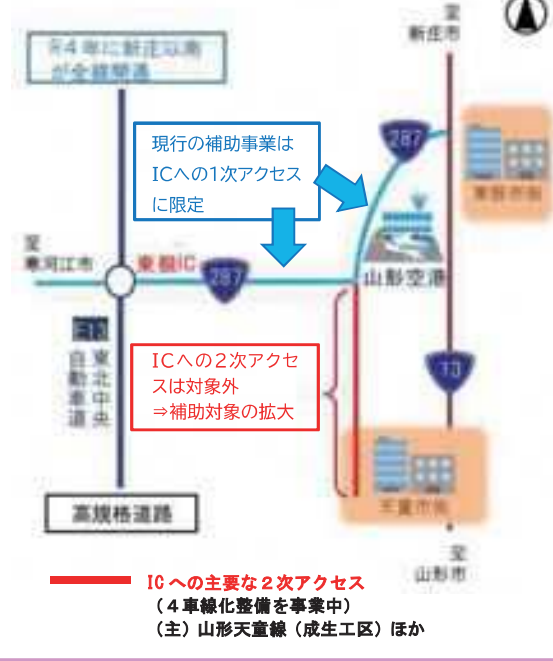 至
新庄市
R4年に新庄以南
が全線開通
現行の補助事業は
ICへの1次アクセス
に限定
287
東根市街
至
寒河江市
東根IC
287
山形空港
E13
東北中央
自動車道
ICへの2次アクセ
スは対象外
⇒補助対象の拡大
13
天童市街
高規格道路
至
山形市
ICへの主要な2次アクセス
(4車線化整備を事業中)
(主)山形天童線(成生工区)ほか